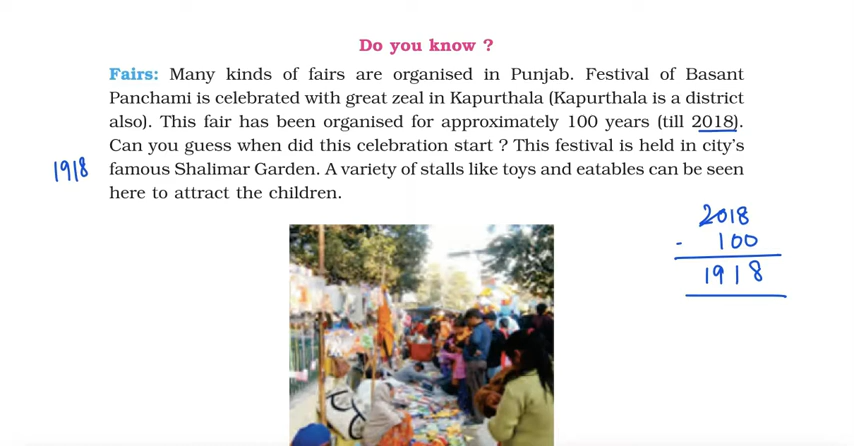 Do you know ?
Fairs: Many kinds of fairs are organised in Punjab. Festival of Basant
Panchami is celebrated with great zeal in Kapurthala (Kapurthala is a district
also). This fair has been organised for approximately 100 years (till 2018).
Can you guess when did this celebration start ? This festival is held in city's
1918
famous Shalimar Garden. A variety of stalls like toys and eatables can be seen
here to attract the children.
2018
- 100
1918